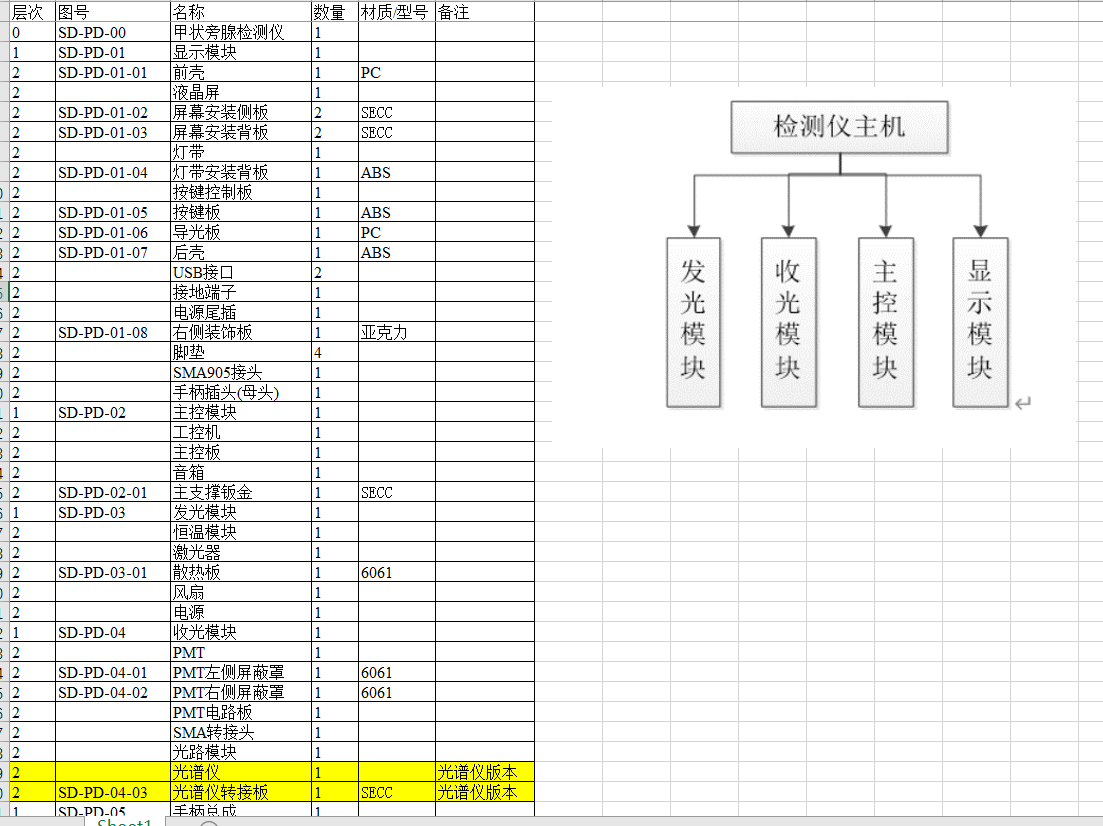 层次 图号 名称 数量 材质/型号 备注
0 SD-PD-00 甲状旁腺检测仪 1
1 SD-PD-01 显示模块 1
2 SD-PD-01-01 前壳 1 PC
2 液晶屏 1
2 SD-PD-01-02 屏幕安装侧板 2 SECC
2 SD-PD-01-03 屏幕安装背板 2 SECC
2 灯带 1
2 SD-PD-01-04 灯带安装背板 1 ABS
2 按键控制板 1
2 SD-PD-01-05 按键板 1 ABS
2 SD-PD-01-06 导光板 1 PC
2 SD-PD-01-07 后壳 1 ABS
2 USB接口 2
2 接地端子 1
2 电源尾插 1
2 SD-PD-01-08 右侧装饰板 1 亚克力
2 脚垫 4
2 SMA905接头 1
2 手柄插头(母头) 1
1 SD-PD-02 主控模块 1
2 工控机 1
2 主控板 1
2 音箱 1
2 SD-PD-02-01 主支撑钣金 1 SECC
1 SD-PD-03 发光模块 1
2 恒温模块 1
2 激光器 1
2 SD-PD-03-01 散热板 1 6061
2 风扇 1
2 电源 1
1 SD-PD-04 收光模块 1
2 PMT 1
2 SD-PD-04-01 PMT左侧屏蔽罩 1 6061
2 SD-PD-04-02 PMT右侧屏蔽罩 1 6061
2 PMT电路板 1
2 SMA转接头 1
2 光路模块 1
2 光谱仪 1 光谱仪版本
2 SD-PD-04-03 光谱仪转接板 1 SECC 光谱仪版本
1 SD-PD-05 手柄总成 1
Sheet1
检测仪主机
发光模块
收光模块
主控模块
显示模块